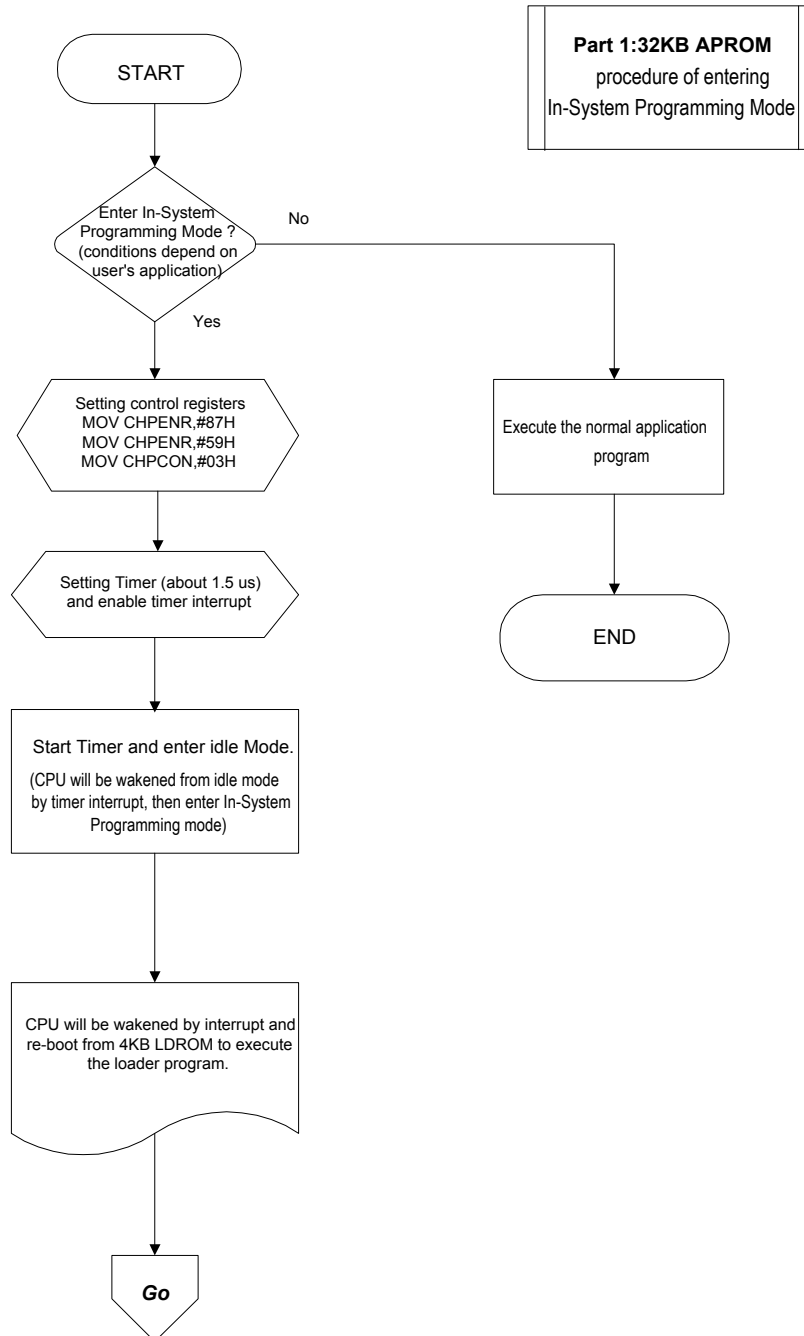 START
Part 1:32KB APROM
procedure of entering
In-System Programming Mode
Enter In-System
Programming Mode ?
(conditions depend on
user's application)
No
Yes
Setting control registers
MOV CHPENR,#87H
MOV CHPENR,#59H
MOV CHPCON,#03H
Execute the normal application
program
Setting Timer (about 1.5 us)
and enable timer interrupt
END
Start Timer and enter idle Mode.
(CPU will be wakened from idle mode
by timer interrupt, then enter In-System
Programming mode)
CPU will be wakened by interrupt and
re-boot from 4KB LDROM to execute
the loader program.
Go